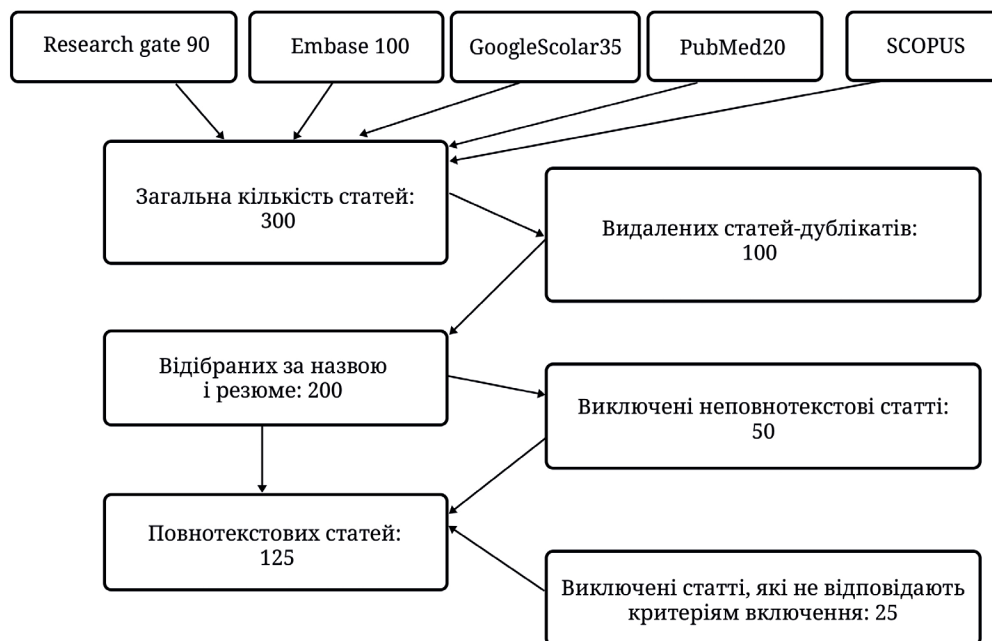 Research gate 90
Embase 100
GoogleScolar35
PubMed20
SCOPUS
Загальна кількість статей:
300
Видалених статей-дублікатів:
100
Відібраних за назвою
і резюме: 200
Виключені неповнотекстові статті:
50
Повнотекстових статей:
125
Виключені статті, які не відповідають
критеріям включення: 25